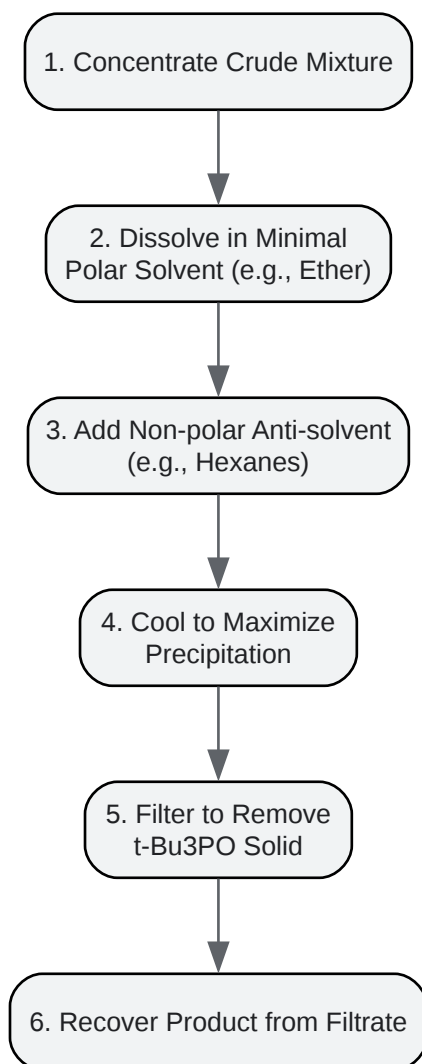 1. Concentrate Crude Mixture
2. Dissolve in Minimal
Polar Solvent (e.g., Ether)
3. Add Non-polar Anti-solvent
(e.g., Hexanes)
4. Cool to Maximize
Precipitation
5. Filter to Remove
t-Bu3PO Solid
6. Recover Product from Filtrate